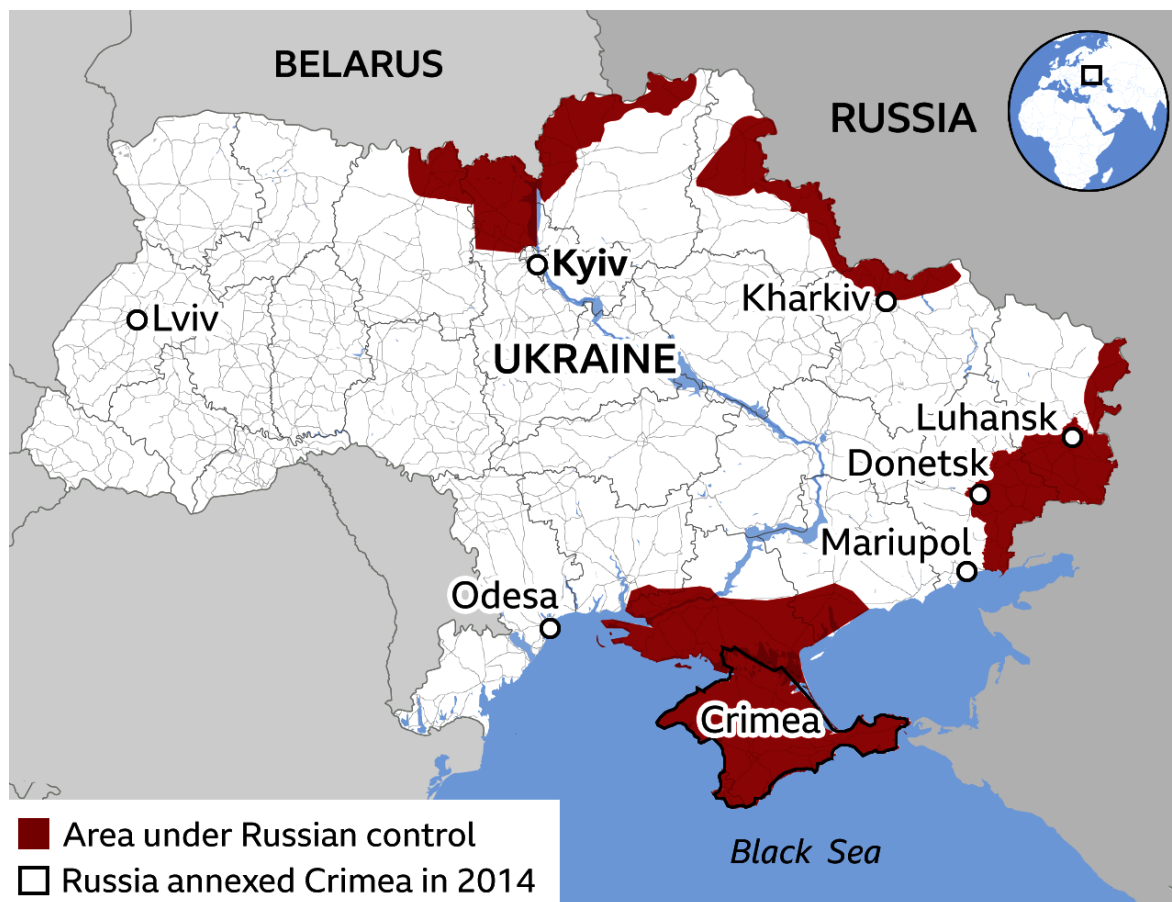 BELARUS
RUSSIA
Kyiv
Kharkiv
Lviv
UKRAINE
Luhansk
Donetsk
Mariupol
Odesa
Crimea
Black Sea
Area under Russian control
Russia annexed Crimea in 2014